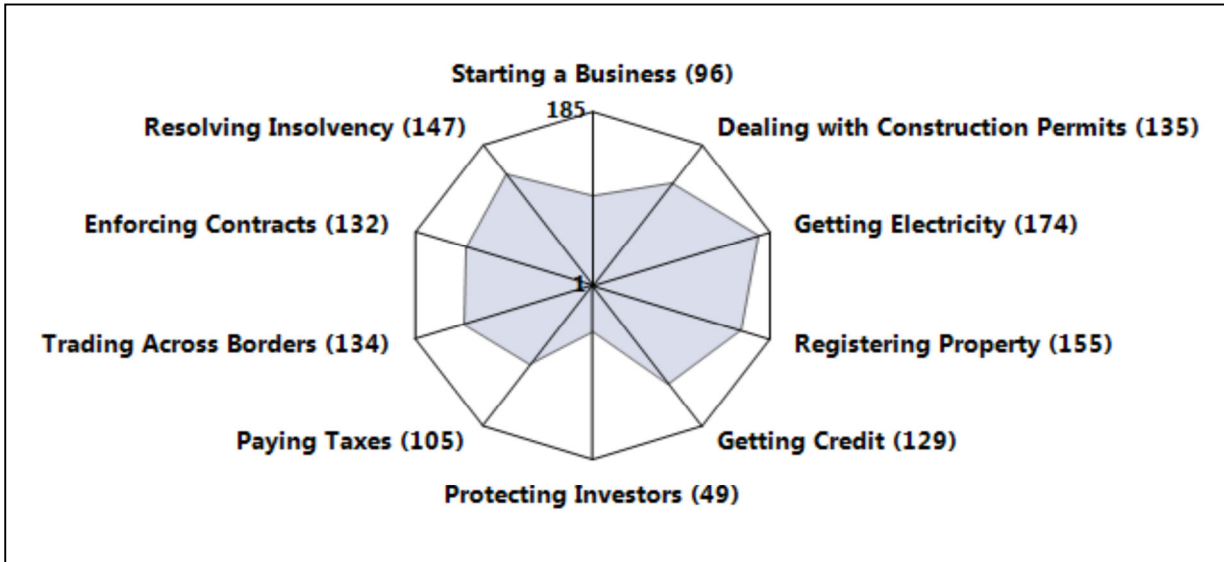 Starting a Business (96)
185
Resolving Insolvency (147)
Dealing with Construction Permits (135)
Enforcing Contracts (132)
Getting Electricity (174)
1
Trading Across Borders (134)
Registering Property (155)
Paying Taxes (105)
Getting Credit (129)
Protecting Investors (49)